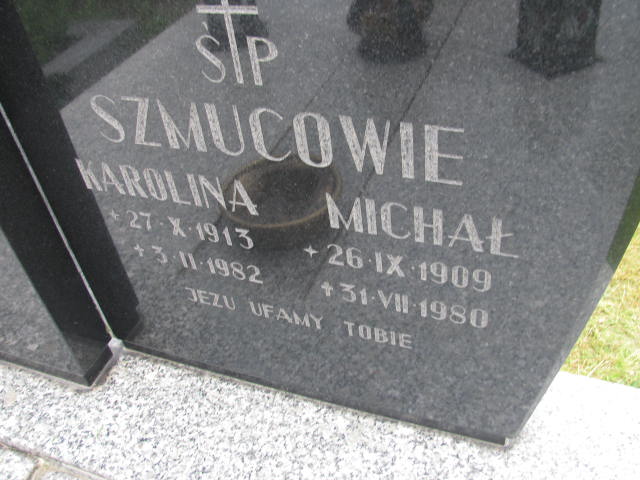 ŚP
SZMUCOWIE
KAROLINA
27·X·1913
3·II·1982
MICHAŁ
26·IX·1909
31·VII·1980
JEZU UFAMY TOBIE